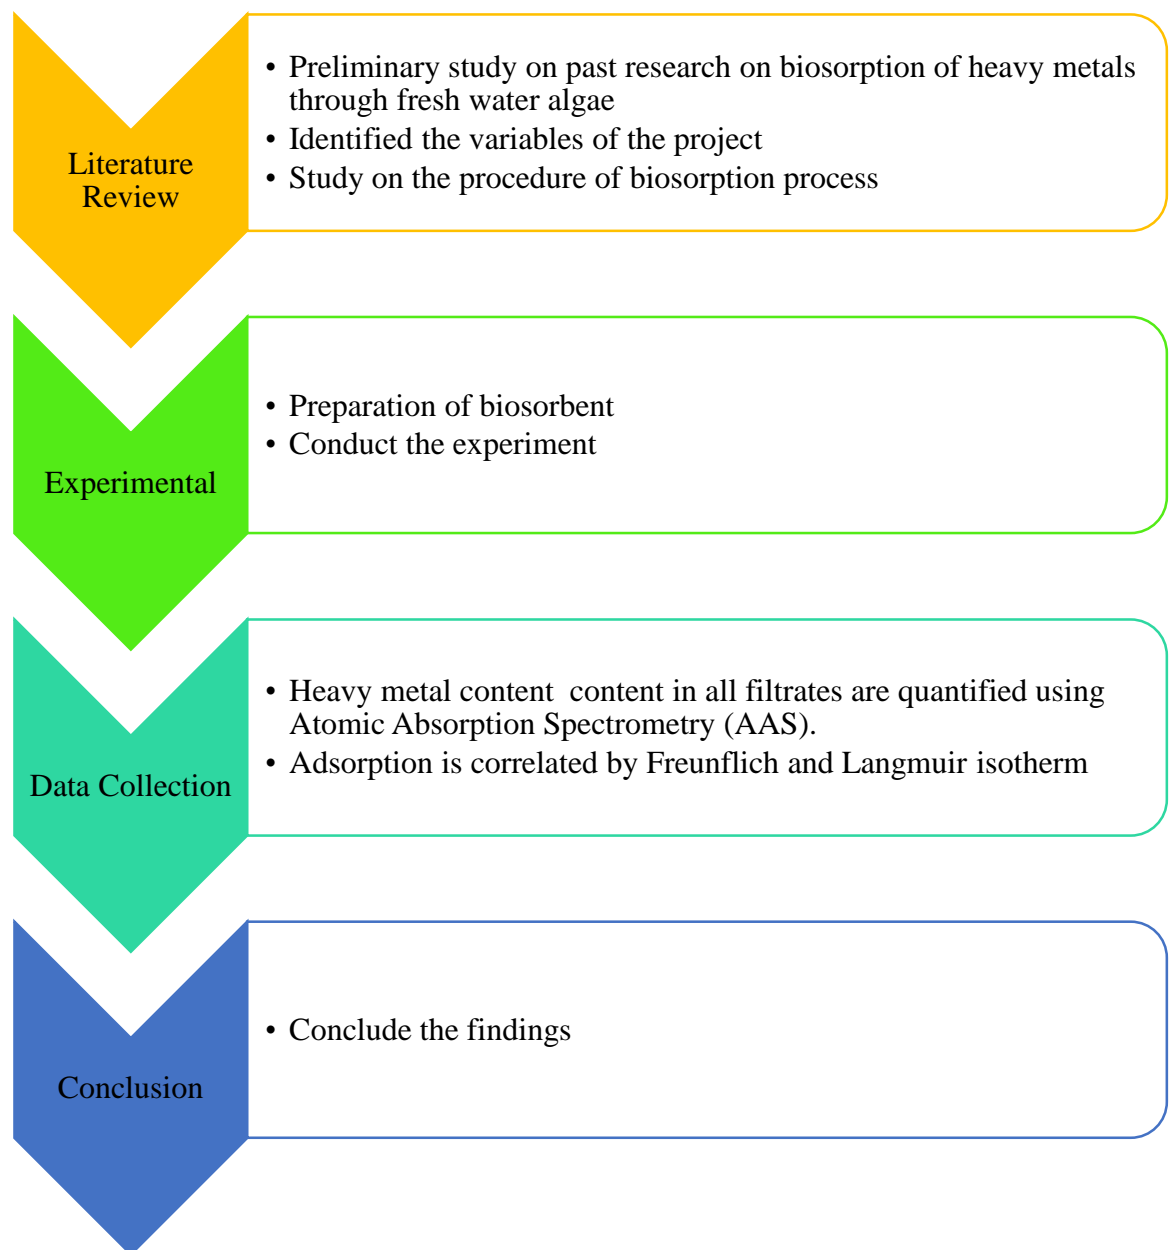 Literature
Review
• Preliminary study on past research on biosorption of heavy metals
through fresh water algae
• Identified the variables of the project
• Study on the procedure of biosorption process
Experimental
• Preparation of biosorbent
• Conduct the experiment
Data Collection
• Heavy metal content  content in all filtrates are quantified using
Atomic Absorption Spectrometry (AAS).
• Adsorption is correlated by Freunflich and Langmuir isotherm
Conclusion
• Conclude the findings